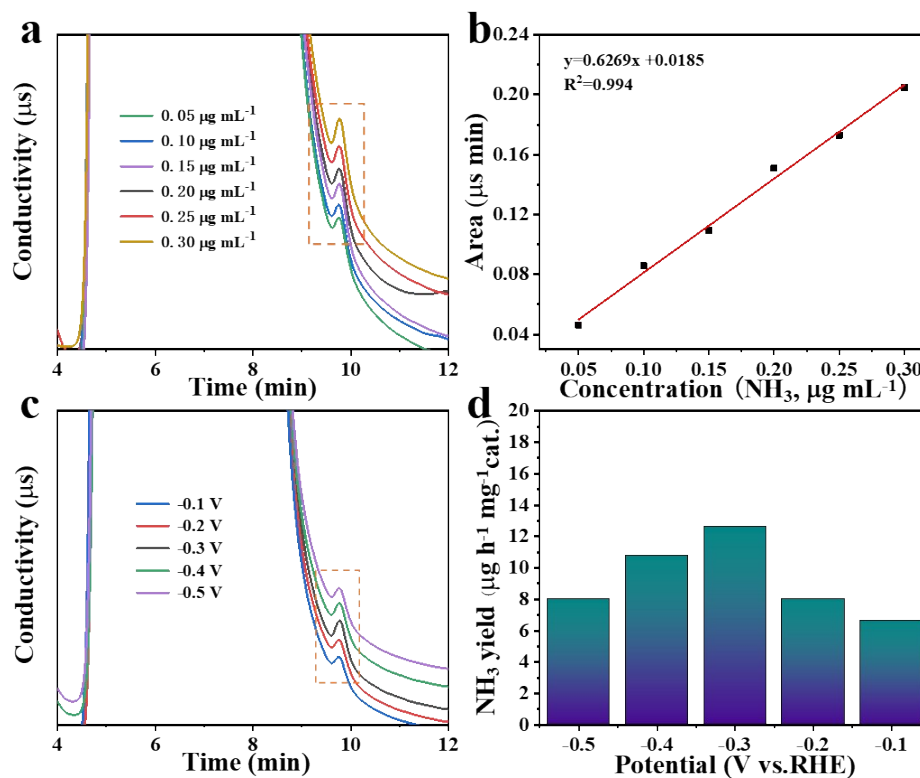 a
Conductivity (μs)
0. 05 μg mL⁻¹
0. 10 μg mL⁻¹
0. 15 μg mL⁻¹
0. 20 μg mL⁻¹
0. 25 μg mL⁻¹
0. 30 μg mL⁻¹
4 6 8 10 12
Time (min)
b
y=0.6269x +0.0185
R²=0.994
Area (μs min)
0.24
0.20
0.16
0.12
0.08
0.04
0.05 0.10 0.15 0.20 0.25 0.30
Concentration (NH₃, μg mL⁻¹)
c
Conductivity (μs)
-0.1 V
-0.2 V
-0.3 V
-0.4 V
-0.5 V
4 6 8 10 12
Time (min)
d
NH₃ yield (μg h⁻¹ mg⁻¹cat.)
20
18
16
14
12
10
8
6
4
2
0
-0.5 -0.4 -0.3 -0.2 -0.1
Potential (V vs.RHE)